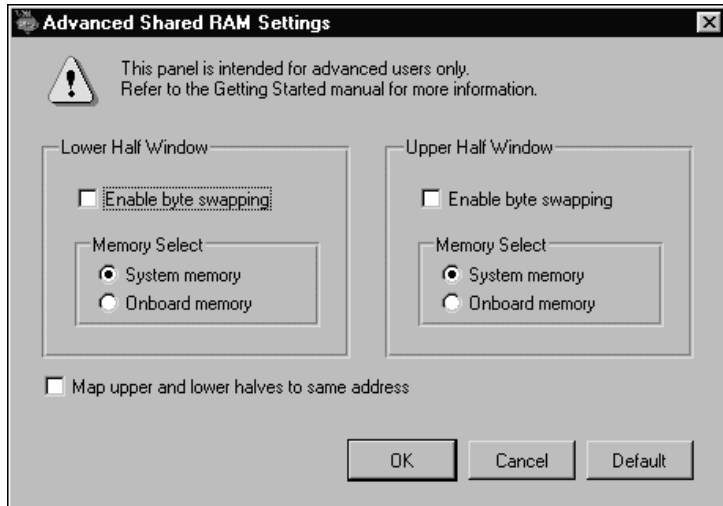 Advanced Shared RAM Settings
This panel is intended for advanced users only.
Refer to the Getting Started manual for more information.
Lower Half Window
Enable byte swapping
Memory Select
System memory
Onboard memory
Upper Half Window
Enable byte swapping
Memory Select
System memory
Onboard memory
Map upper and lower halves to same address
OK
Cancel
Default